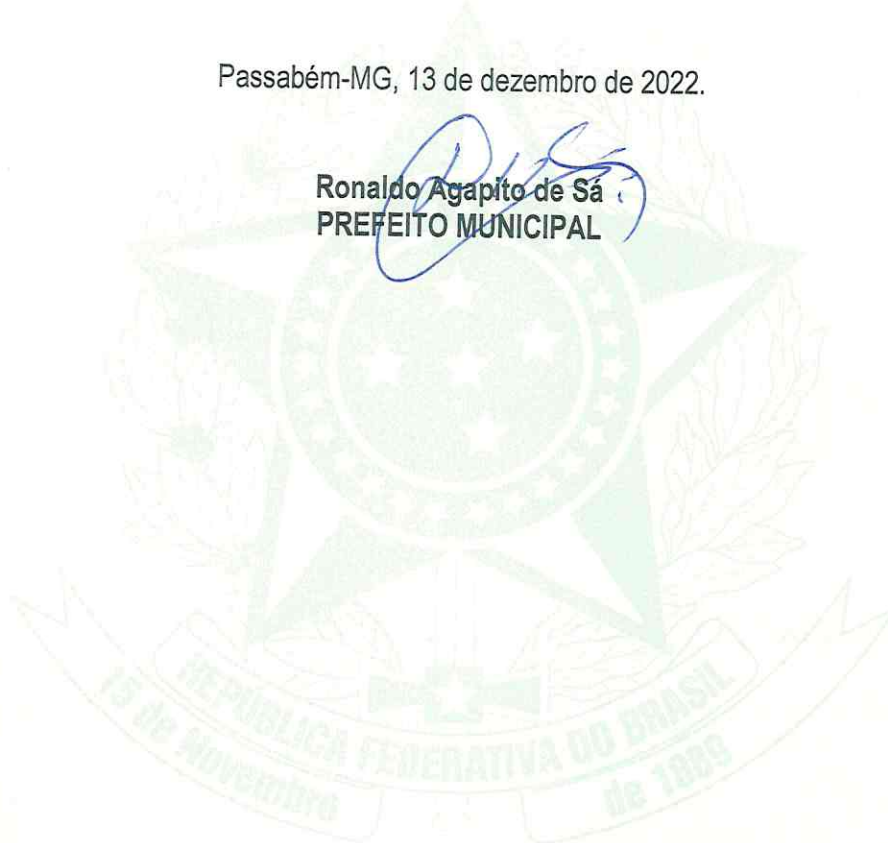 Passabém-MG, 13 de dezembro de 2022.
Ronaldo Agapito de Sá
PREFEITO MUNICIPAL
REPÚBLICA FEDERATIVA DO BRASIL
15 de Novembro de 1889